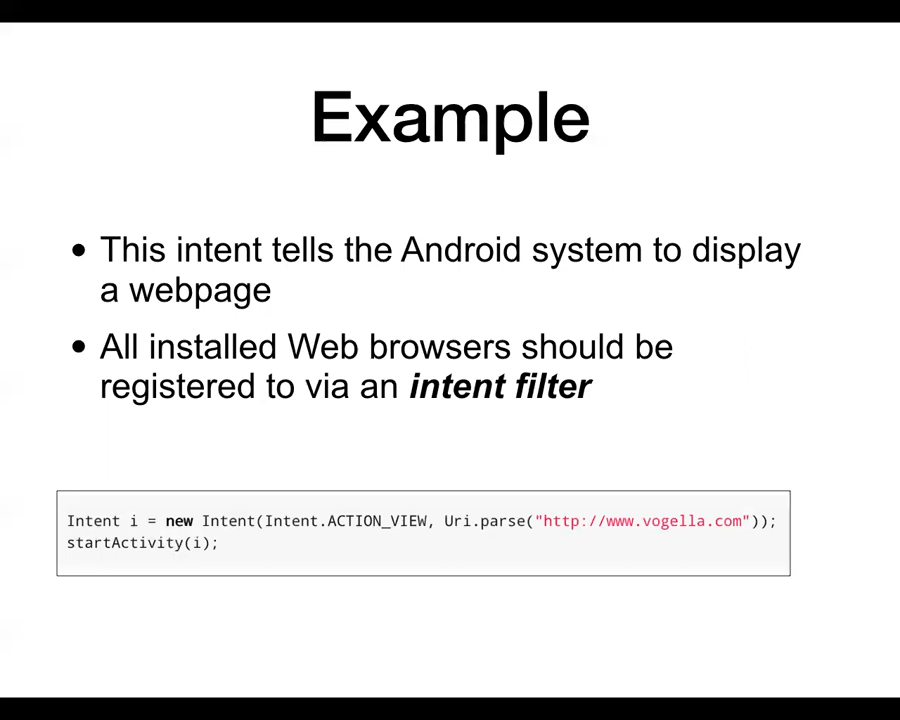 Example
• This intent tells the Android system to display
a webpage
• All installed Web browsers should be
registered to via an intent filter
Intent i = new Intent(Intent.ACTION_VIEW, Uri.parse("http://www.vogella.com"));
startActivity(i);